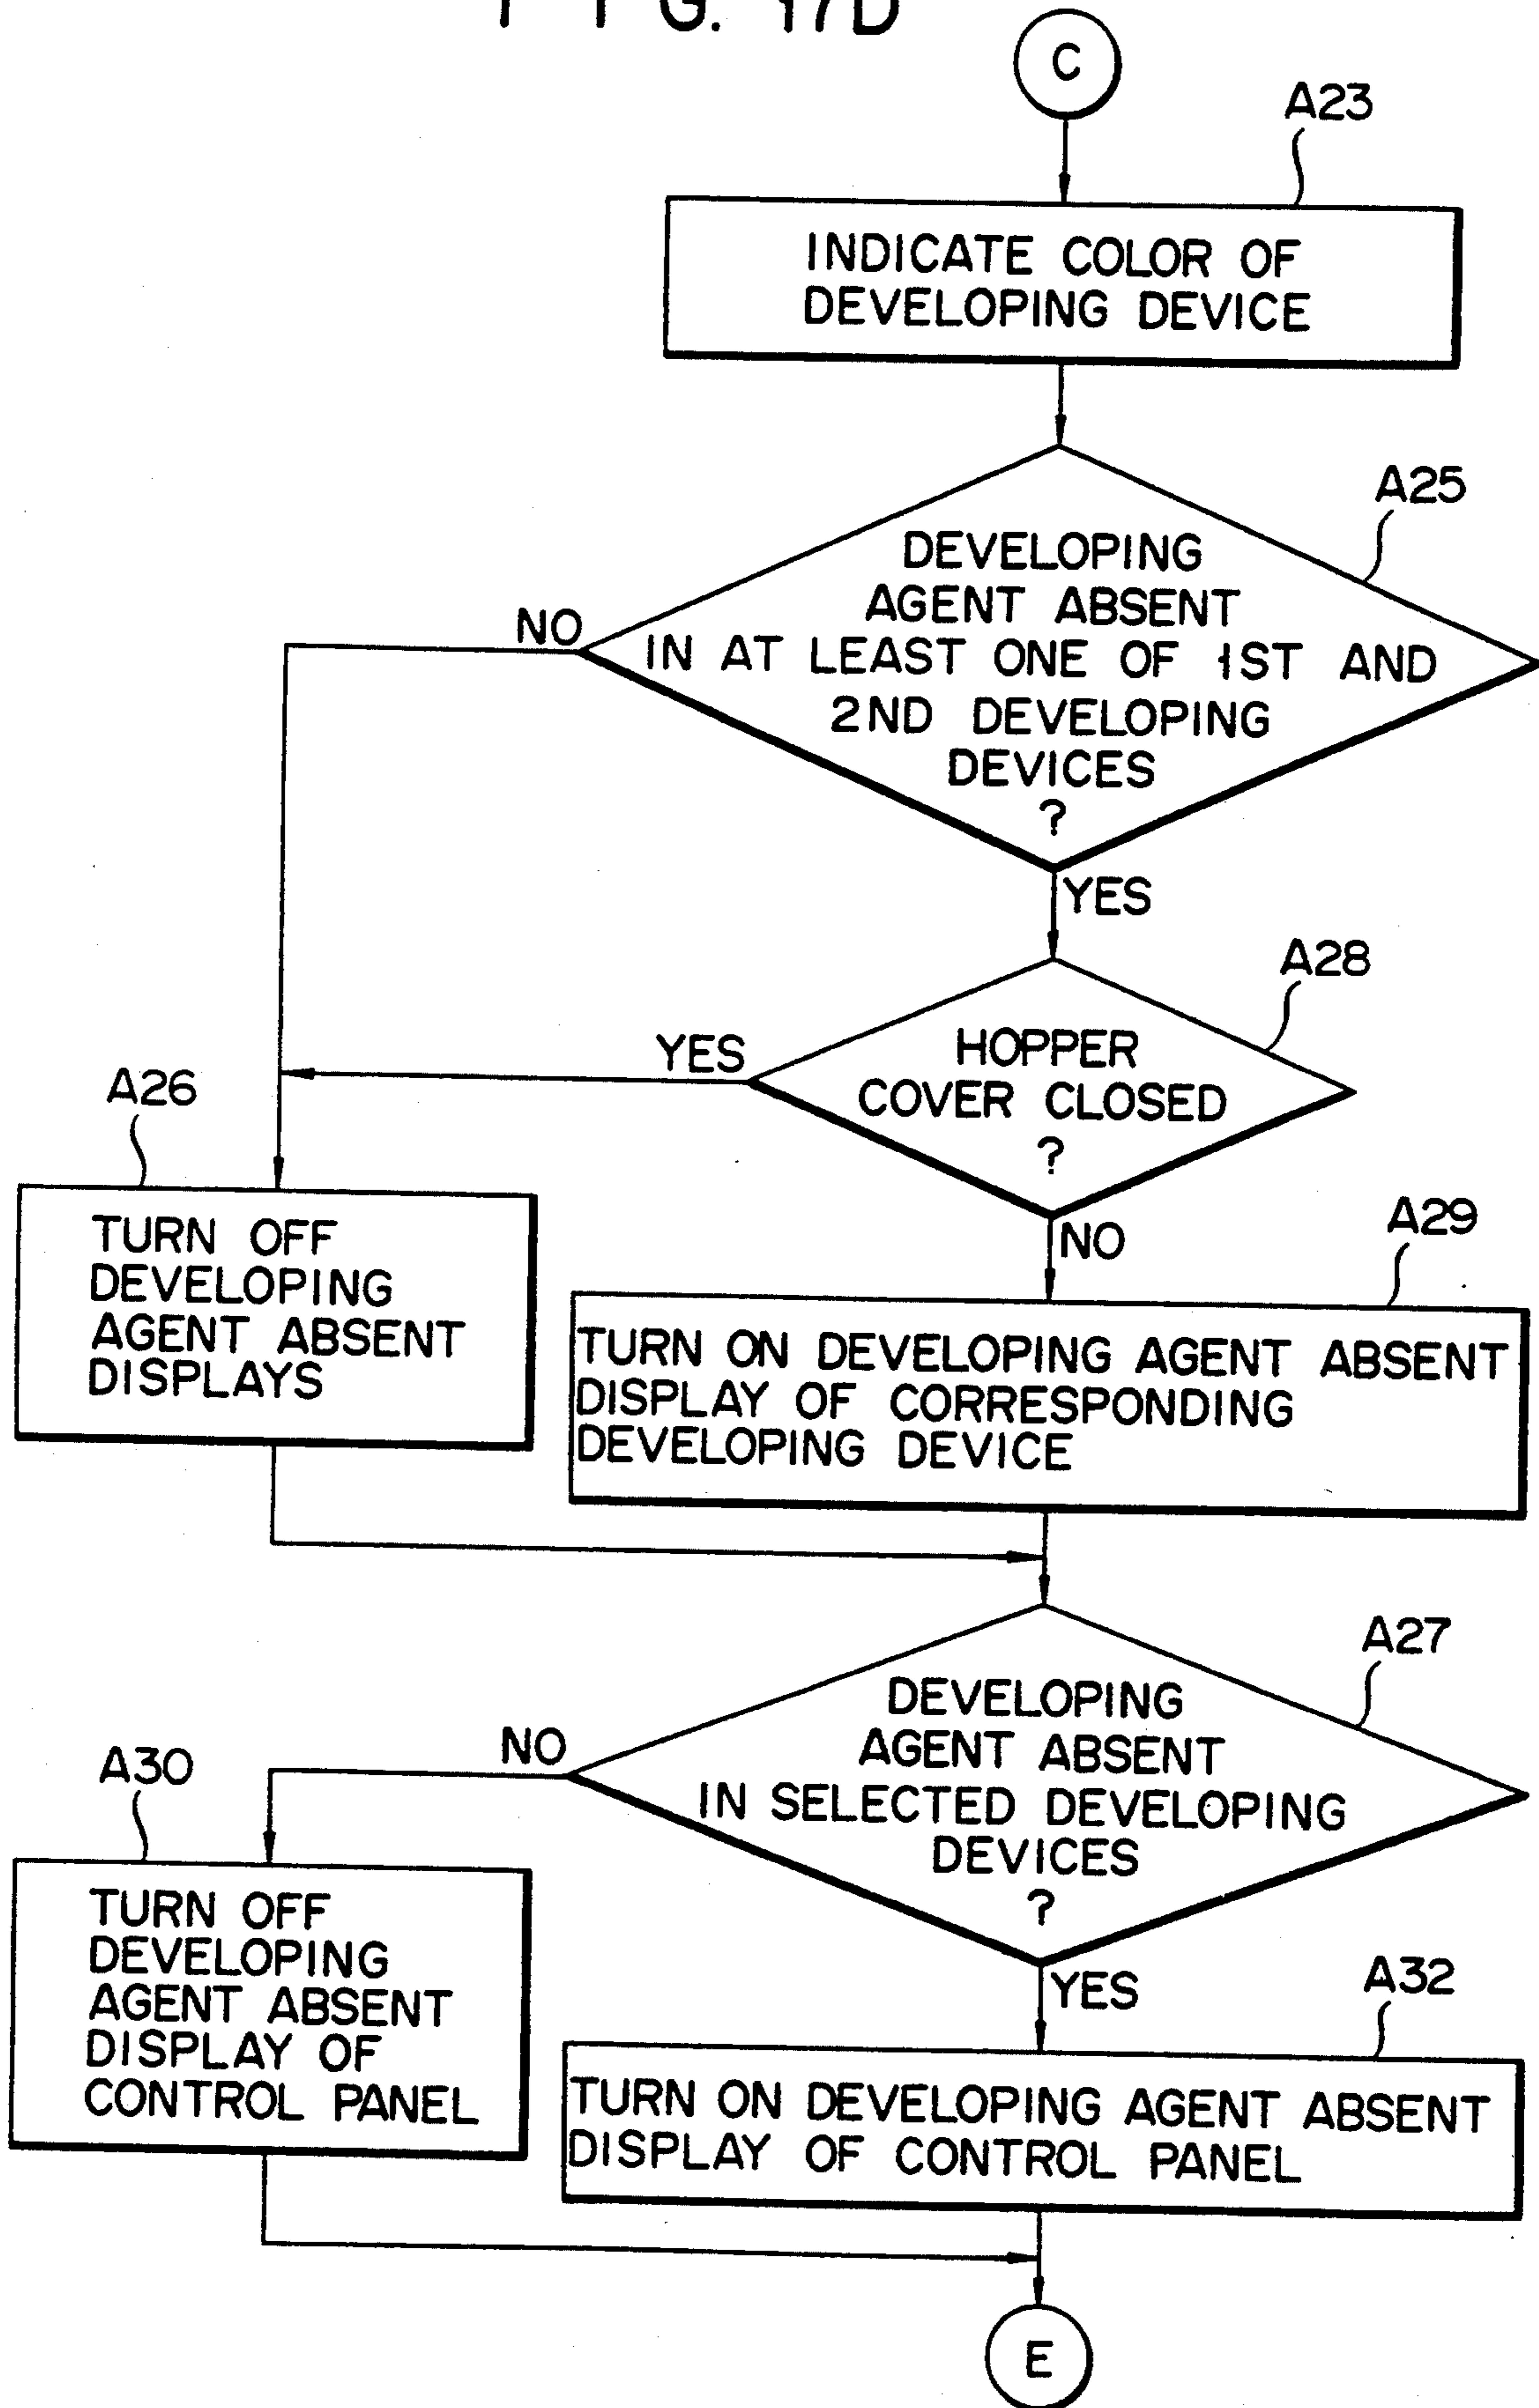 FIG. 17D
C
A23
INDICATE COLOR OF
DEVELOPING DEVICE
A25
DEVELOPING
AGENT ABSENT
IN AT LEAST ONE OF 1ST AND
2ND DEVELOPING
DEVICES
?
NO
YES
A28
HOPPER
COVER CLOSED
?
YES
NO
A26
TURN OFF
DEVELOPING
AGENT ABSENT
DISPLAYS
A29
TURN ON DEVELOPING AGENT ABSENT
DISPLAY OF CORRESPONDING
DEVELOPING DEVICE
A27
DEVELOPING
AGENT ABSENT
IN SELECTED DEVELOPING
DEVICES
?
NO
YES
A30
TURN OFF
DEVELOPING
AGENT ABSENT
DISPLAY OF
CONTROL PANEL
A32
TURN ON DEVELOPING AGENT ABSENT
DISPLAY OF CONTROL PANEL
E